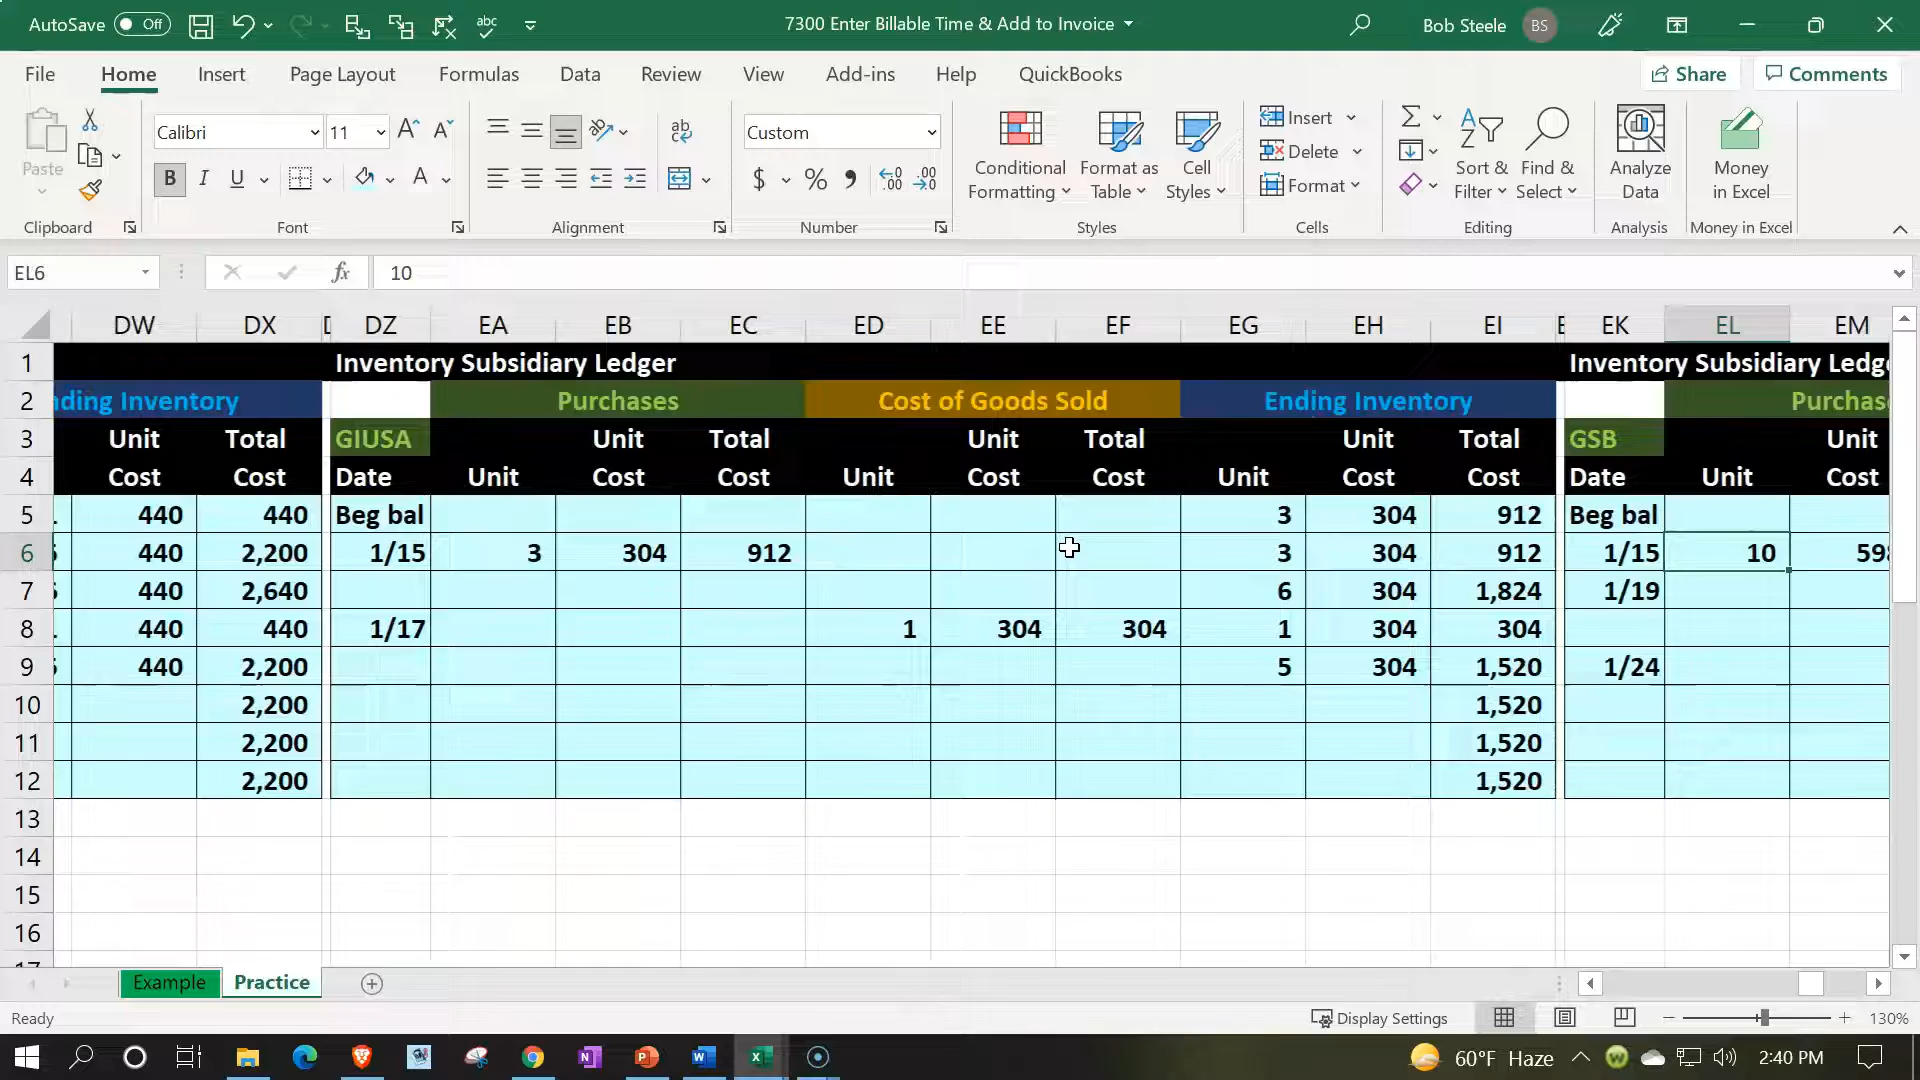 AutoSave Off abc 7300 Enter Billable Time & Add to Invoice Bob Steele BS
File Home Insert Page Layout Formulas Data Review View Add-ins Help QuickBooks Share Comments
Paste Calibri 11 Custom Insert Delete Format
Conditional Formatting Format as Table Cell Styles Sort & Filter Find & Select Analyze Data Money in Excel
Clipboard Font Alignment Number Styles Cells Editing Analysis Money in Excel
EL6 fx 10
DW DX DZ EA EB EC ED EE EF EG EH EI EK EL EM
1 Inventory Subsidiary Ledger Inventory Subsidiary Ledge
2 ding Inventory Purchases Cost of Goods Sold Ending Inventory Purchas
3 Unit Total GIUSA Unit Total Unit Total Unit Total GSB Unit
4 Cost Cost Date Unit Cost Cost Unit Cost Cost Unit Cost Cost Date Unit Cost
5 440 440 Beg bal 3 304 912 Beg bal
6 440 2,200 1/15 3 304 912 3 304 912 1/15 10 598
7 440 2,640 6 304 1,824 1/19
8 440 440 1/17 1 304 304 1 304 304
9 440 2,200 5 304 1,520 1/24
10 2,200 1,520
11 2,200 1,520
12 2,200 1,520
13
14
15
16
17
Example Practice
Ready Display Settings 130%
60°F Haze 2:40 PM